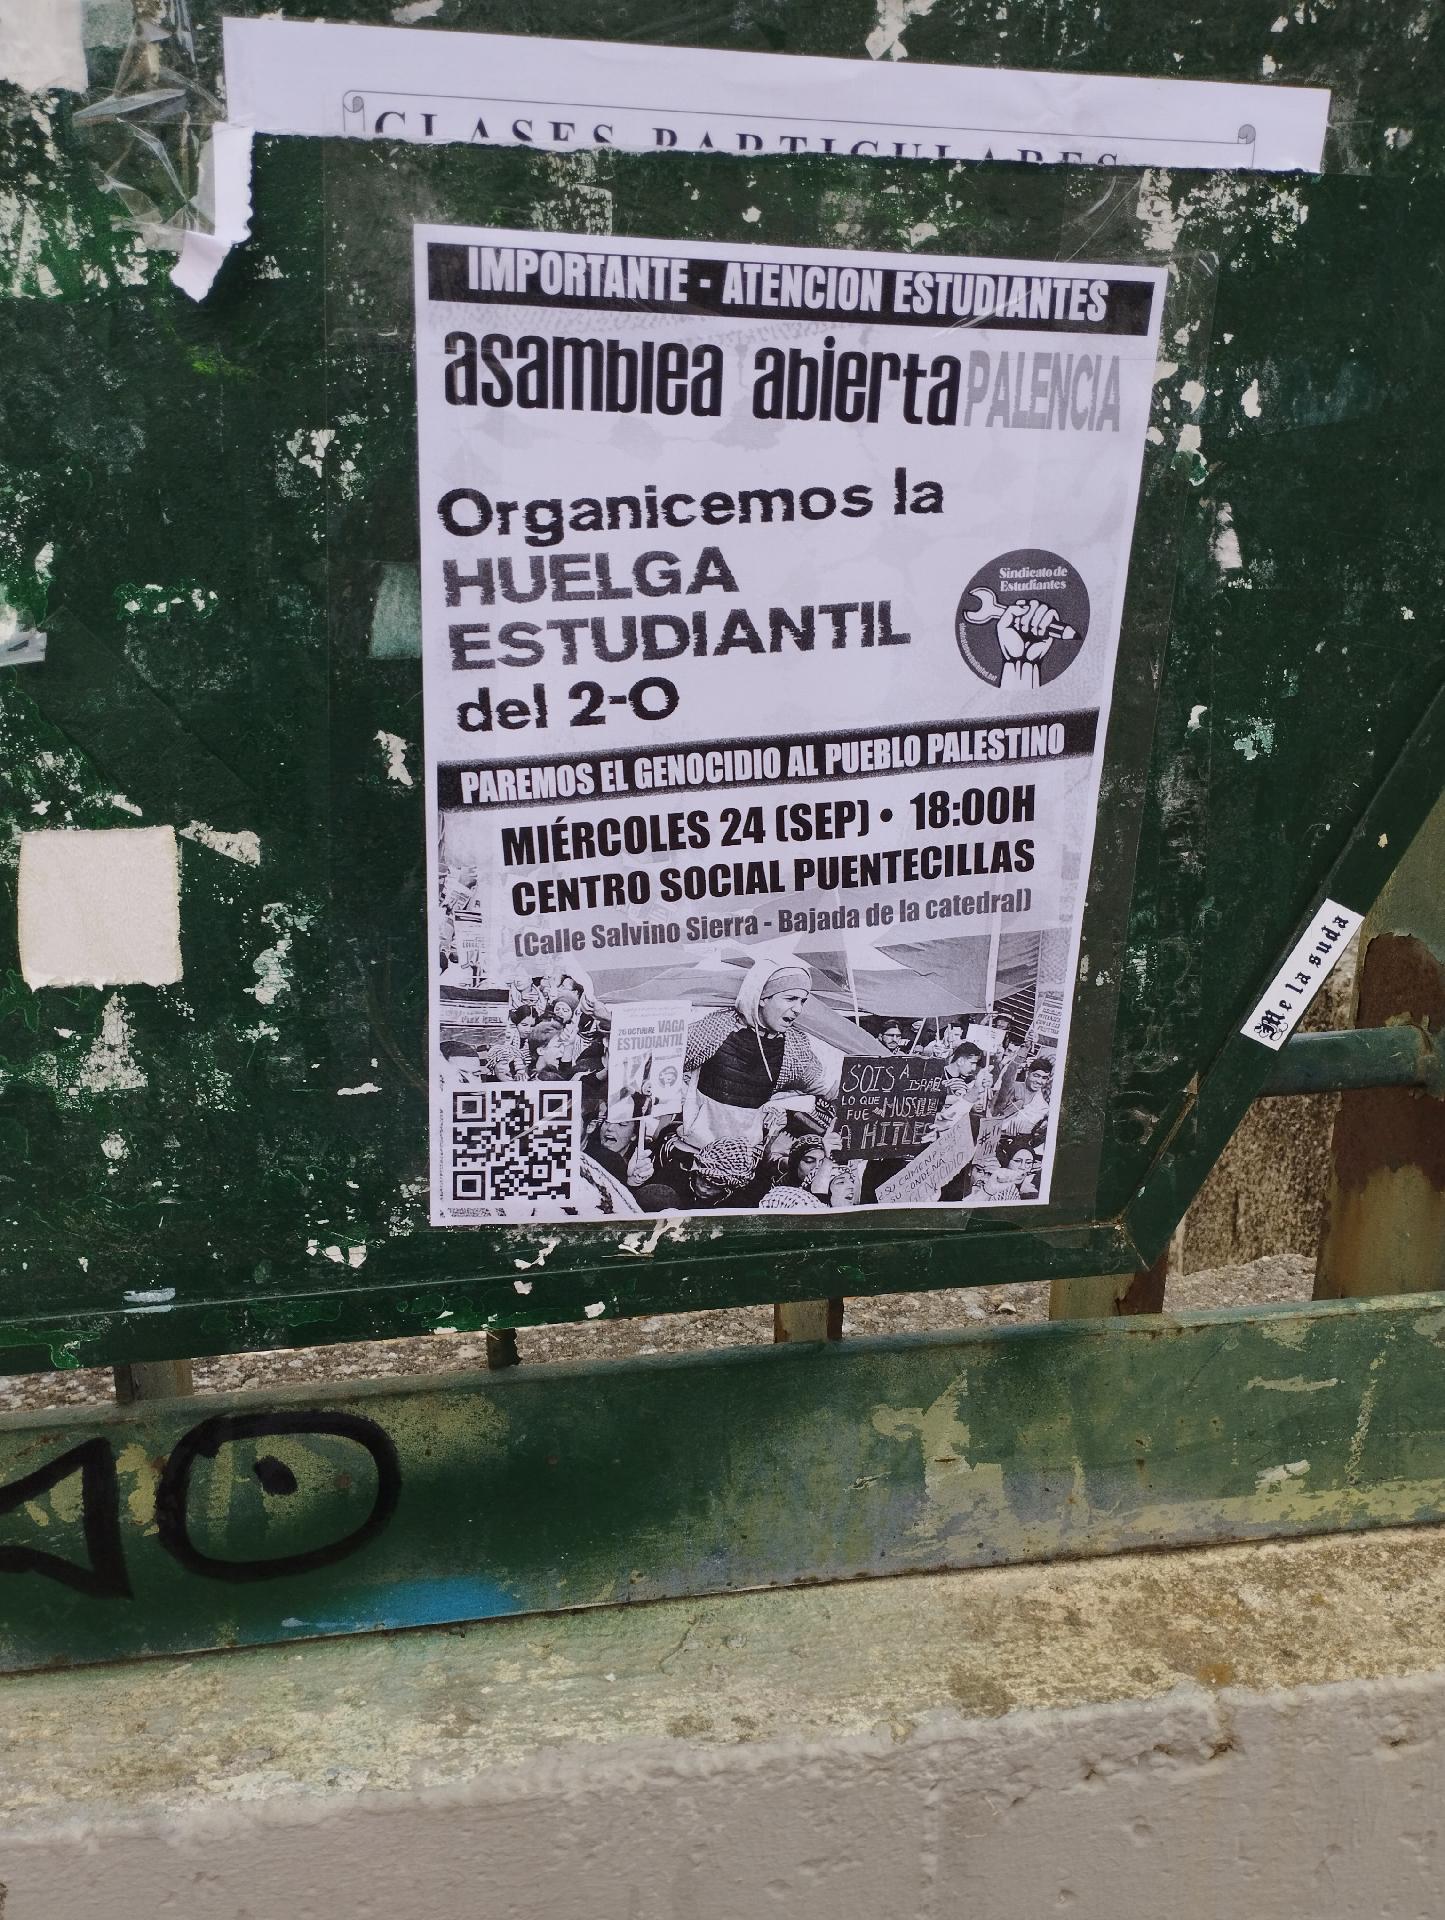 CLASES PARTICULARES
IMPORTANTE - ATENCION ESTUDIANTES
asamblea abierta PALENCIA
Organicemos la
HUELGA
ESTUDIANTIL
del 2-O
Sindicato de
Estudiantes
PAREMOS EL GENOCIDIO AL PUEBLO PALESTINO
MIÉRCOLES 24 (SEP) • 18:00H
CENTRO SOCIAL PUENTECILLAS
(Calle Salvino Sierra - Bajada de la catedral)
26 OCTUBRE VAGA
ESTUDIANTIL
SOIS A
ISRAEL
LO QUE
FUE MUSSOLINI
A HITLER
Me la suda